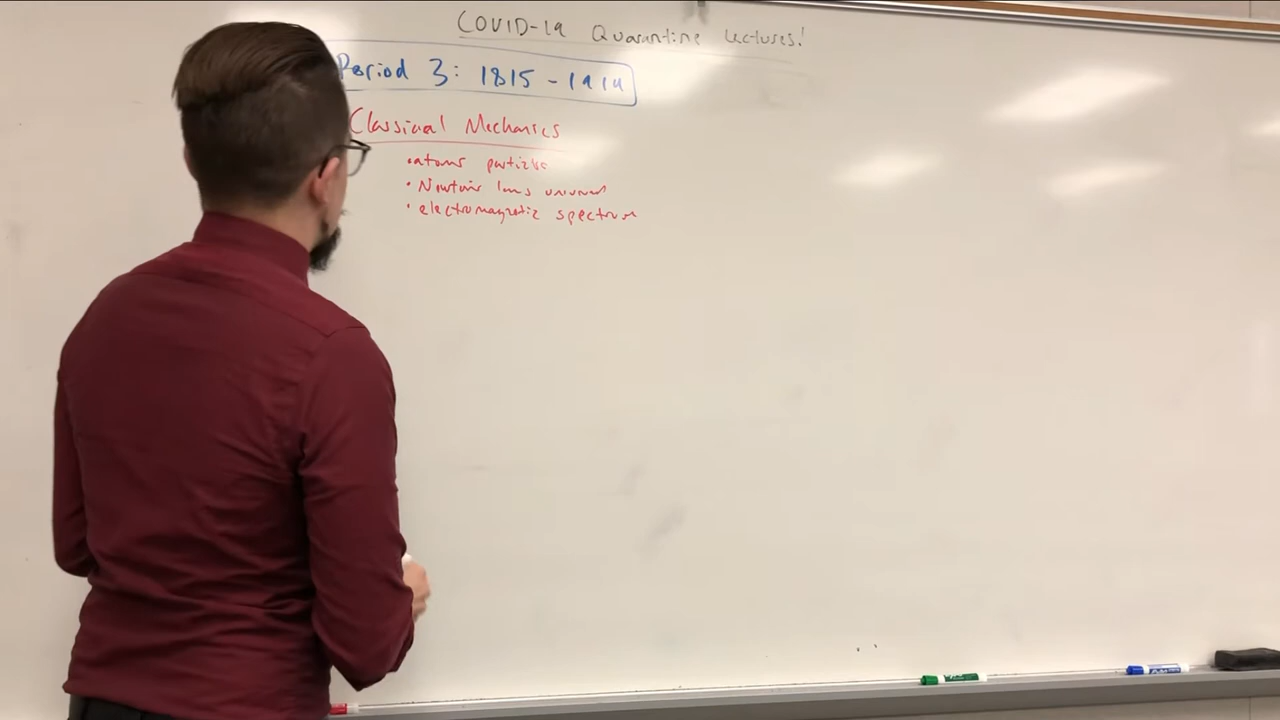 COVID-19 Quarantine Lectures!
Period 3: 1815 - 1914
Classical Mechanics
• atoms particles
• Newton's laws universal
• electromagnetic spectrum